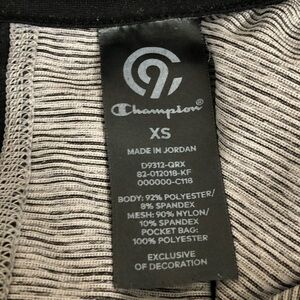 C9
Champion®
XS
MADE IN JORDAN
D9312-QRX
82-012018-KF
000000-C118
BODY: 92% POLYESTER/
8% SPANDEX
MESH: 90% NYLON/
10% SPANDEX
POCKET BAG:
100% POLYESTER
EXCLUSIVE
OF DECORATION